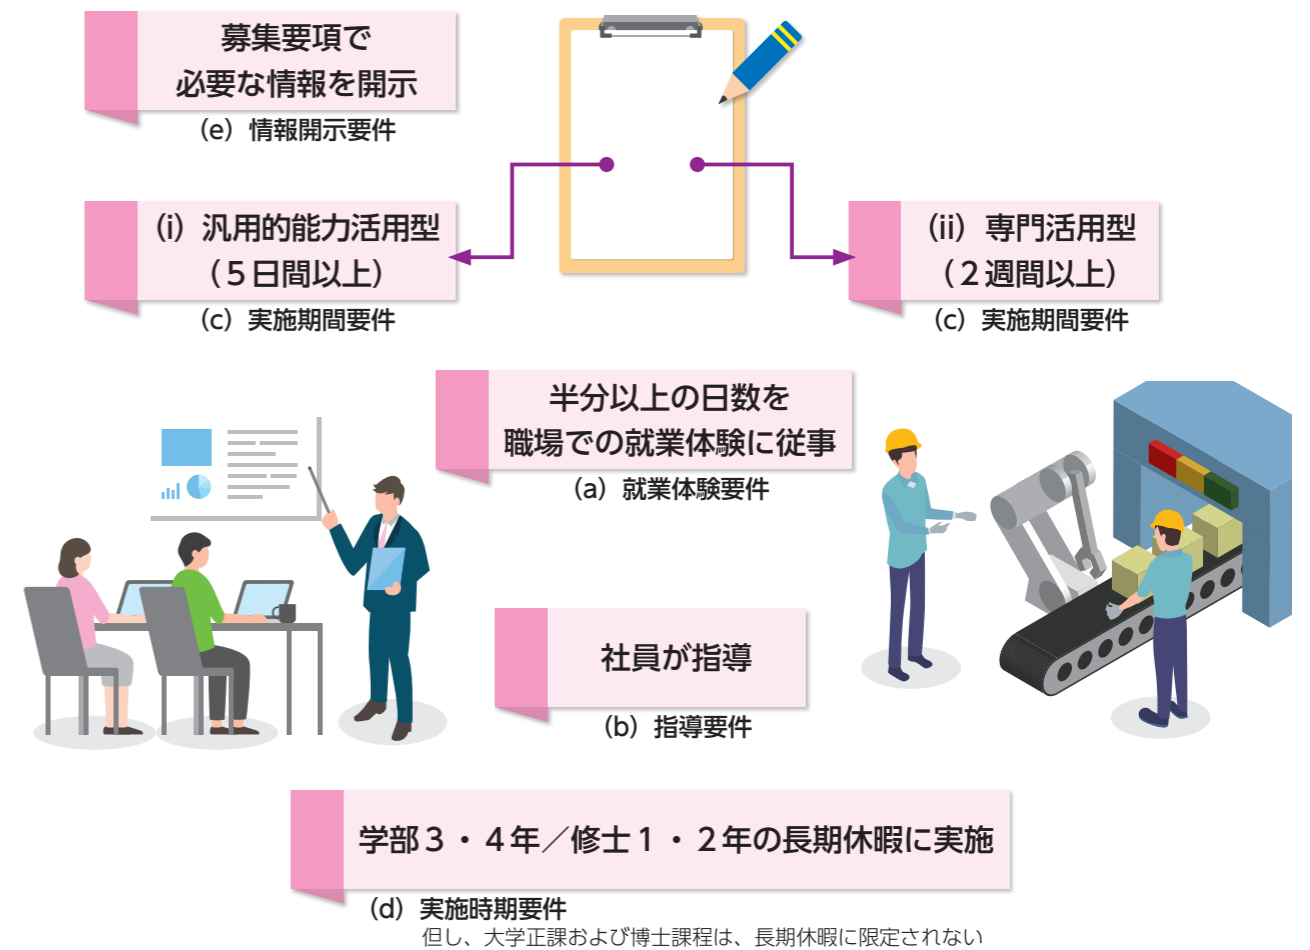 募集要項で
必要な情報を開示
（e）情報開示要件
（i）汎用的能力活用型
（５日間以上）
（c）実施期間要件
（ii）専門活用型
（２週間以上）
（c）実施期間要件
半分以上の日数を
職場での就業体験に従事
（a）就業体験要件
社員が指導
（b）指導要件
学部３・４年／修士１・２年の長期休暇に実施
（d）実施時期要件
但し、大学正課および博士課程は、長期休暇に限定されない